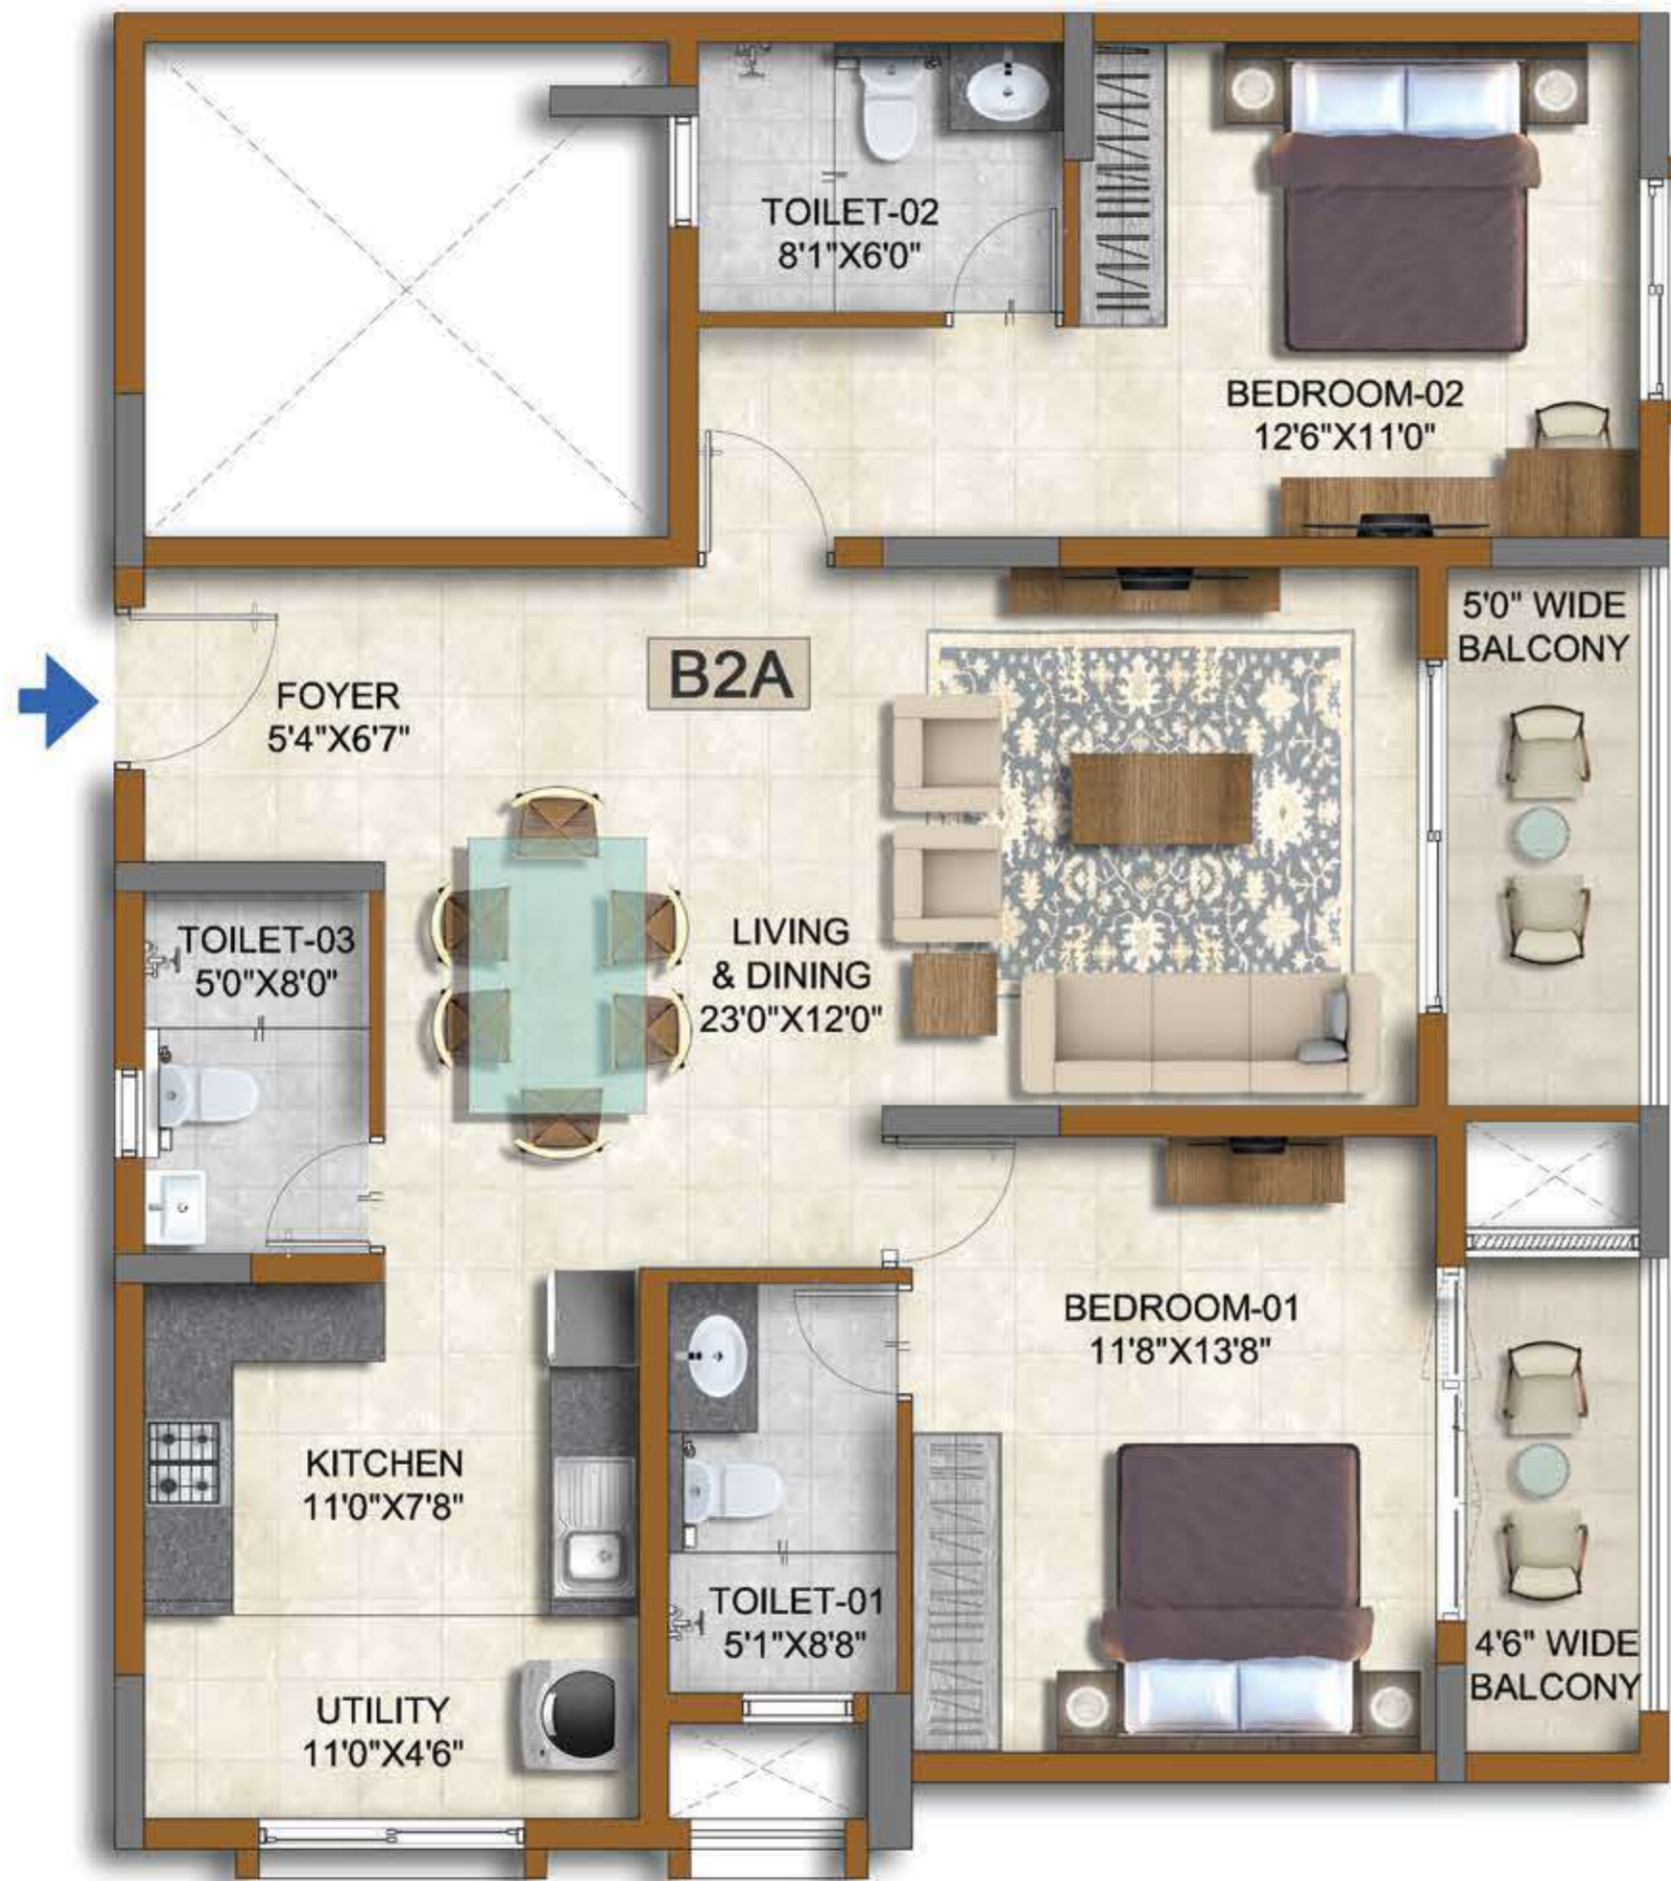 TOILET-02
8'1"X6'0"
BEDROOM-02
12'6"X11'0"
5'0" WIDE
BALCONY
B2A
FOYER
5'4"X6'7"
TOILET-03
5'0"X8'0"
LIVING
& DINING
23'0"X12'0"
BEDROOM-01
11'8"X13'8"
KITCHEN
11'0"X7'8"
TOILET-01
5'1"X8'8"
4'6" WIDE
BALCONY
UTILITY
11'0"X4'6"